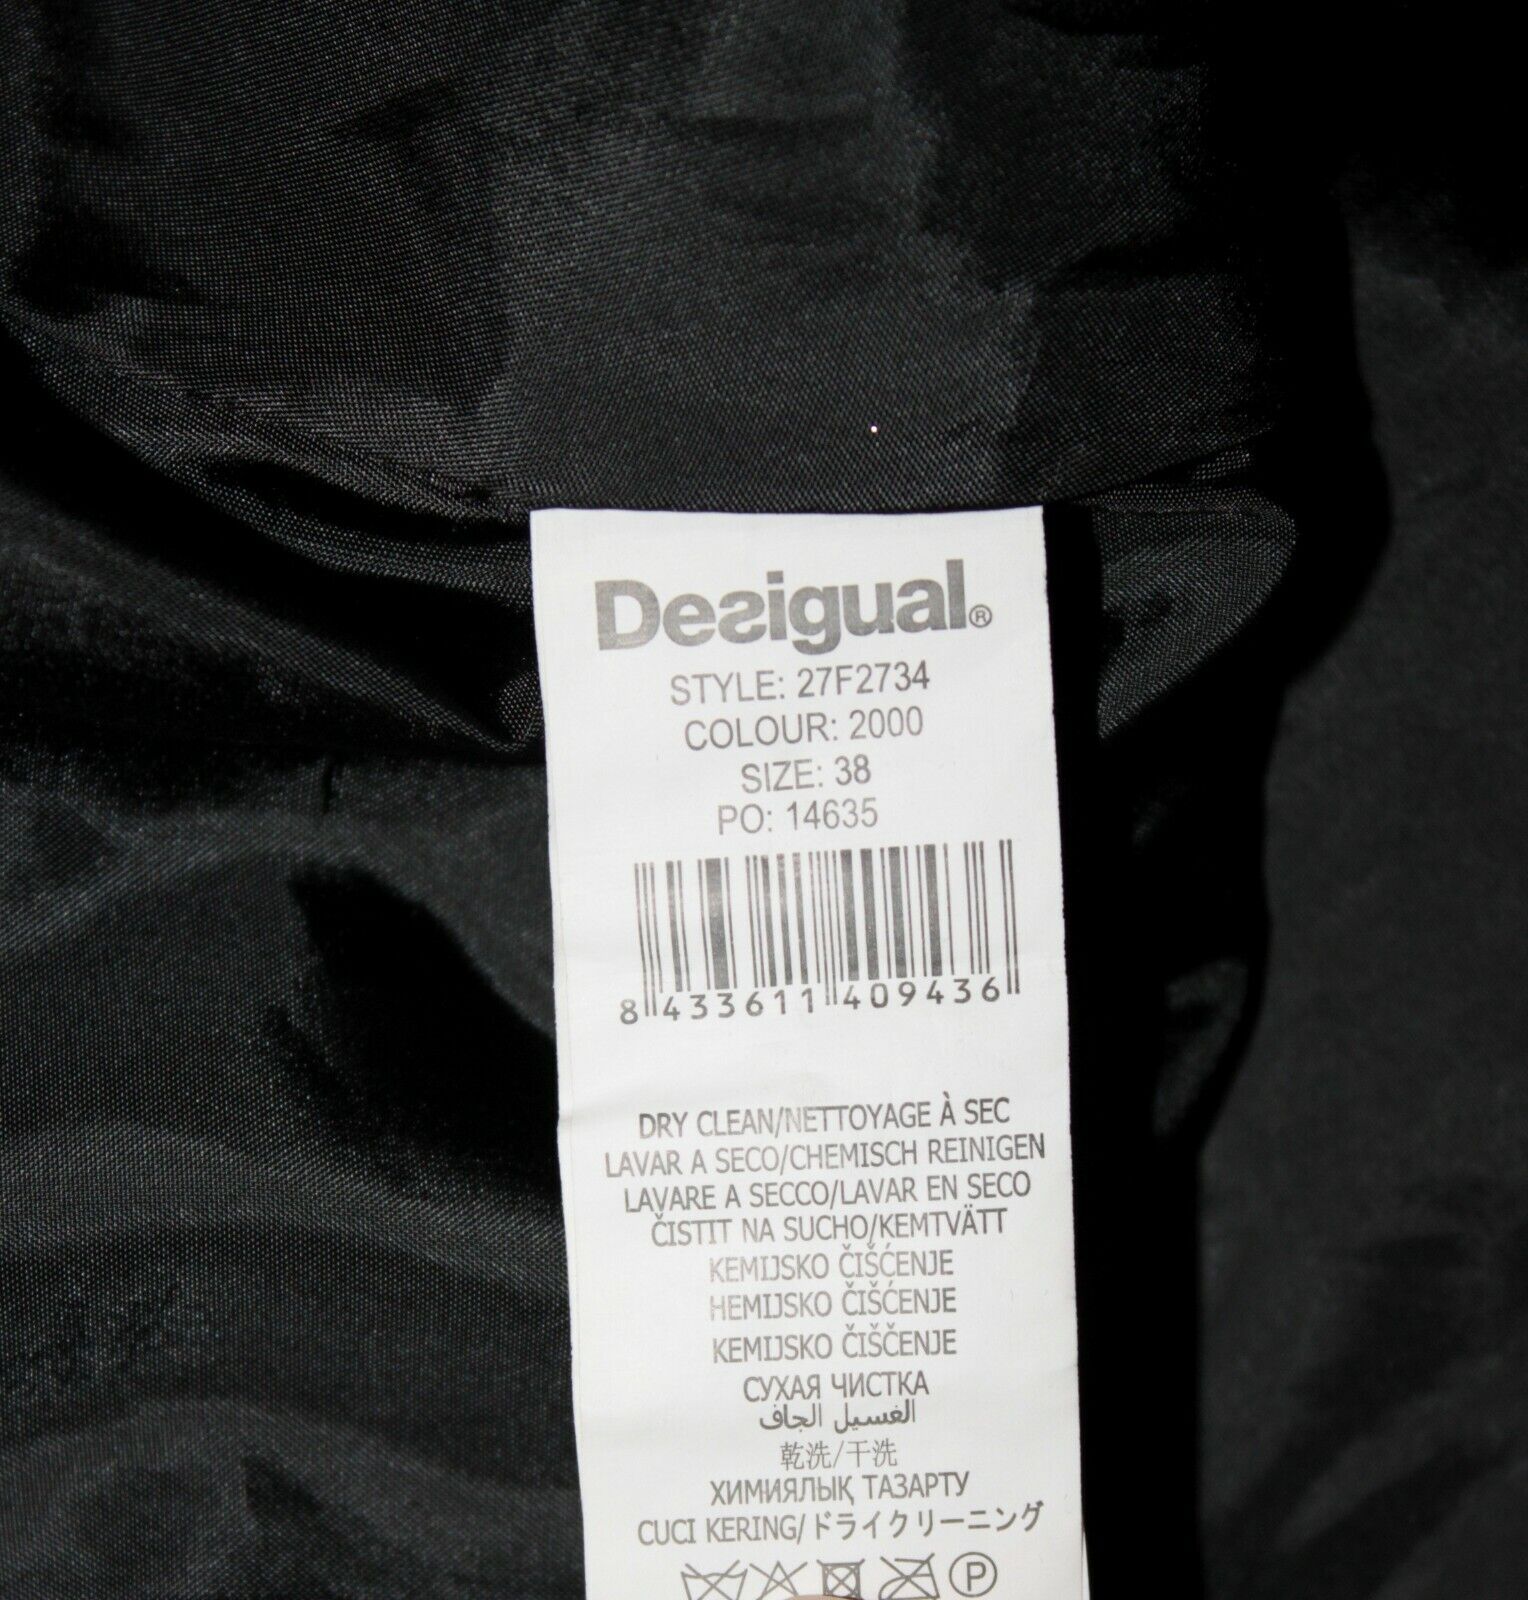 Desigual®
STYLE: 27F2734
COLOUR: 2000
SIZE: 38
PO: 14635
8 433611 409436
DRY CLEAN/NETTOYAGE À SEC
LAVAR A SECO/CHEMISCH REINIGEN
LAVARE A SECCO/LAVAR EN SECO
ČISTIT NA SUCHO/KEMTVÄTT
KEMIJSKO ČIŠĆENJE
HEMIJSKO ČIŠĆENJE
KEMIJSKO ČIŠČENJE
СУХАЯ ЧИСТКА
الغسيل الجاف
乾洗/干洗
ХИМИЯЛЫҚ ТАЗАРТУ
CUCI KERING/ドライクリーニング
P